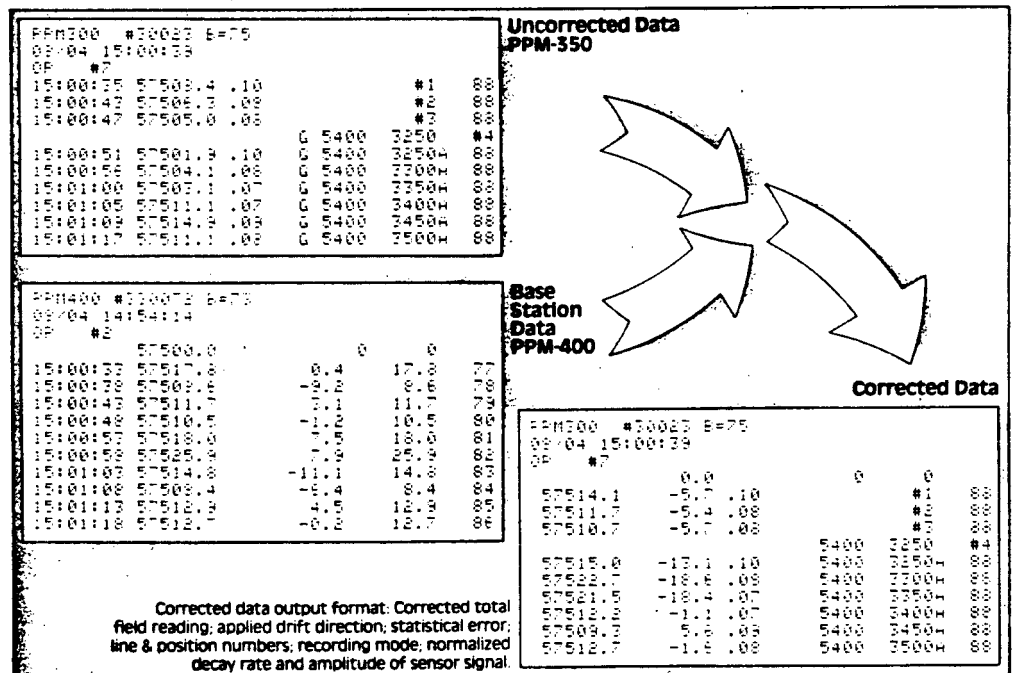 Uncorrected Data
PPM-350
PPM300 #30023 B=75
09/04 15:00:39
OP #7
15:00:35 57508.4 .10 #1 88
15:00:43 57506.3 .08 #2 88
15:00:47 57505.0 .08 #3 88
G 5400 3250 #4
15:00:51 57501.9 .10 G 5400 3250H 88
15:00:56 57504.1 .08 G 5400 3300H 88
15:01:00 57503.1 .07 G 5400 3350H 88
15:01:05 57511.1 .07 G 5400 3400H 88
15:01:09 57514.9 .09 G 5400 3450H 88
15:01:17 57511.1 .08 G 5400 3500H 88
Base
Station
Data
PPM-400
PPM400 #330073 B=73
09/04 14:54:14
OP #2
57500.0 0 0
15:00:33 57517.8 0.4 17.8 77
15:00:38 57508.6 -9.2 8.6 78
15:00:43 57511.7 3.1 11.7 79
15:00:48 57510.5 -1.2 10.5 80
15:00:53 57518.0 7.5 18.0 81
15:00:58 57525.9 7.9 25.9 82
15:01:03 57514.8 -11.1 14.8 83
15:01:08 57508.4 -6.4 8.4 84
15:01:13 57512.9 4.5 12.9 85
15:01:18 57512.7 -0.2 12.7 86
Corrected Data
PPM300 #30023 B=75
09/04 15:00:39
OP #7
0.0 0 0
57514.1 -5.7 .10 #1 88
57511.7 -5.4 .08 #2 88
57510.7 -5.7 .08 #3 88
5400 3250 #4
57515.0 -13.1 .10 5400 3250H 88
57522.7 -18.6 .08 5400 3300H 88
57521.5 -18.4 .07 5400 3350H 88
57512.2 -1.1 .07 5400 3400H 88
57509.3 5.6 .09 5400 3450H 88
57512.7 -1.6 .08 5400 3500H 88
Corrected data output format: Corrected total
field reading; applied drift direction; statistical error;
line & position numbers; recording mode; normalized
decay rate and amplitude of sensor signal.